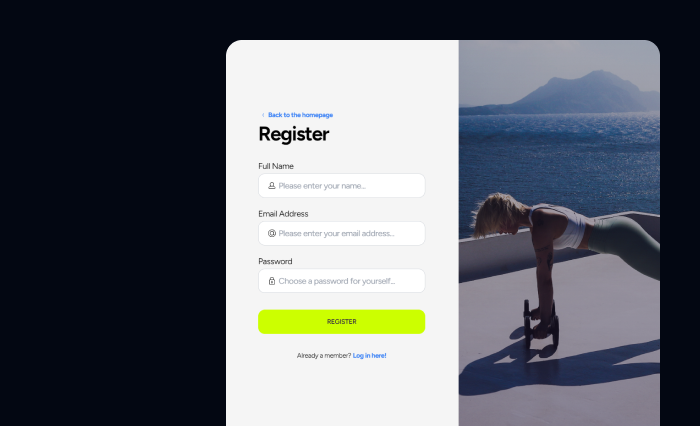 Back to the homepage
Register
Full Name
Please enter your name...
Email Address
Please enter your email address...
Password
Choose a password for yourself...
REGISTER
Already a member? Log in here!